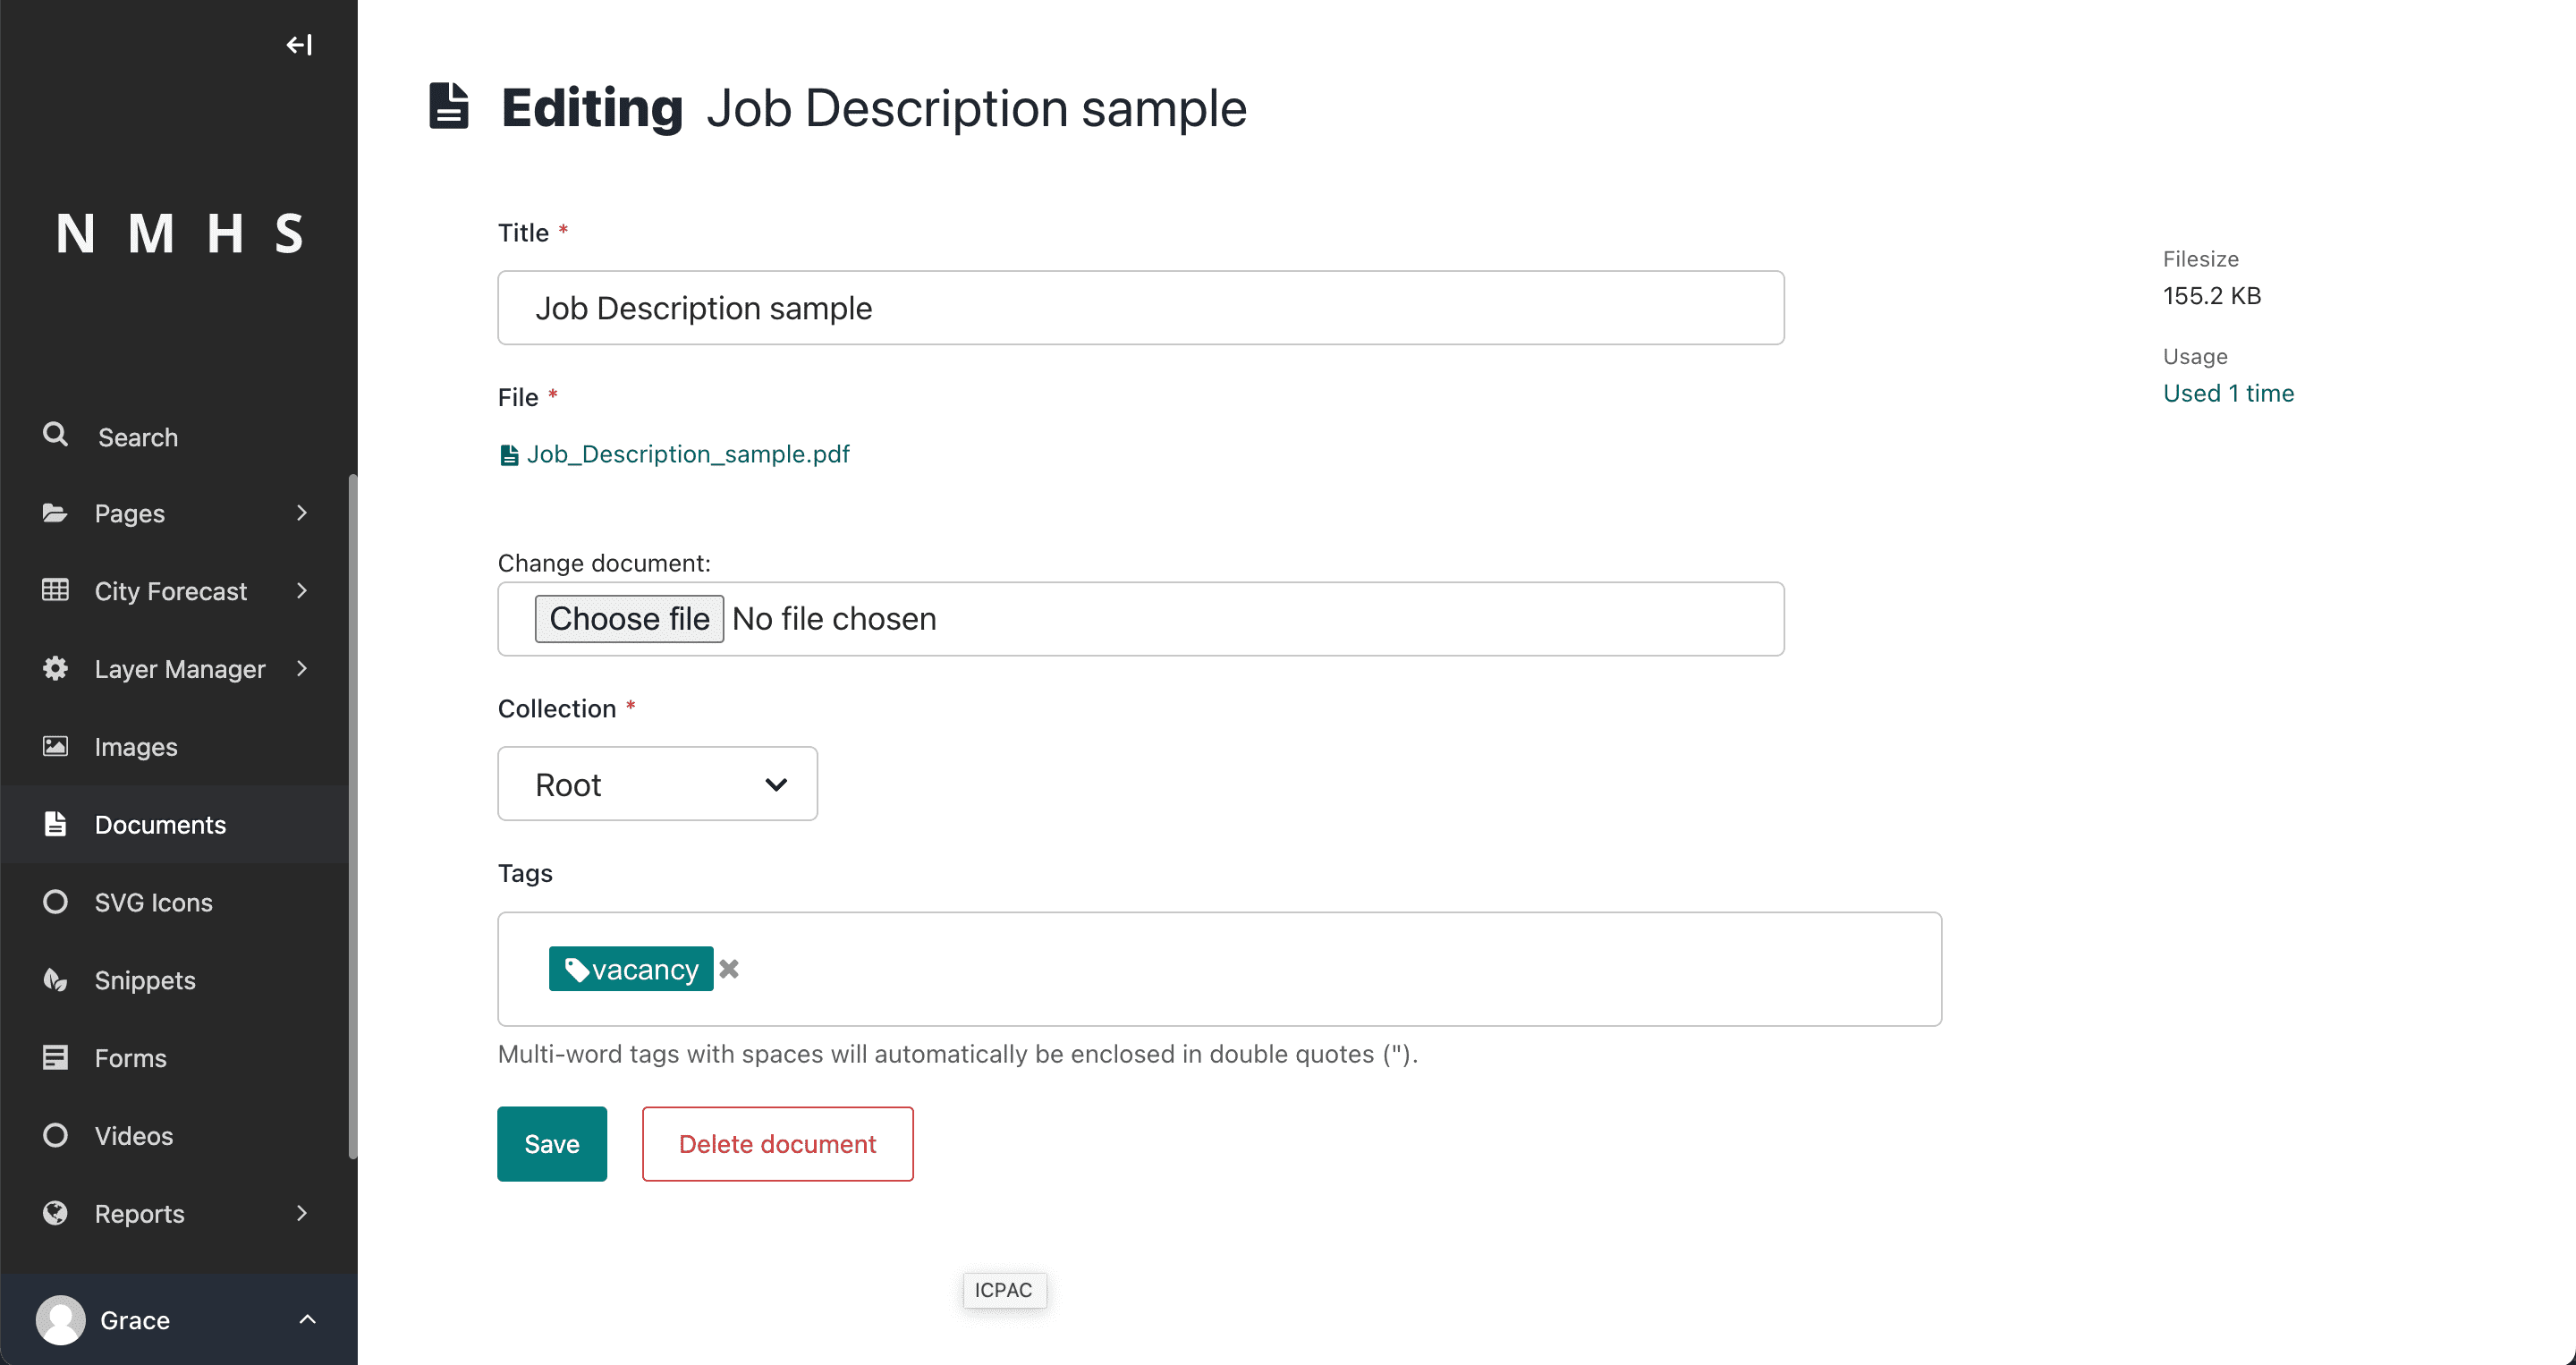 N M H S
Search
Pages
City Forecast
Layer Manager
Images
Documents
SVG Icons
Snippets
Forms
Videos
Reports
Grace
Editing Job Description sample
Title *
Job Description sample
File *
Job_Description_sample.pdf
Change document:
Choose file No file chosen
Collection *
Root
Tags
vacancy
Multi-word tags with spaces will automatically be enclosed in double quotes (").
Save
Delete document
ICPAC
Filesize
155.2 KB
Usage
Used 1 time